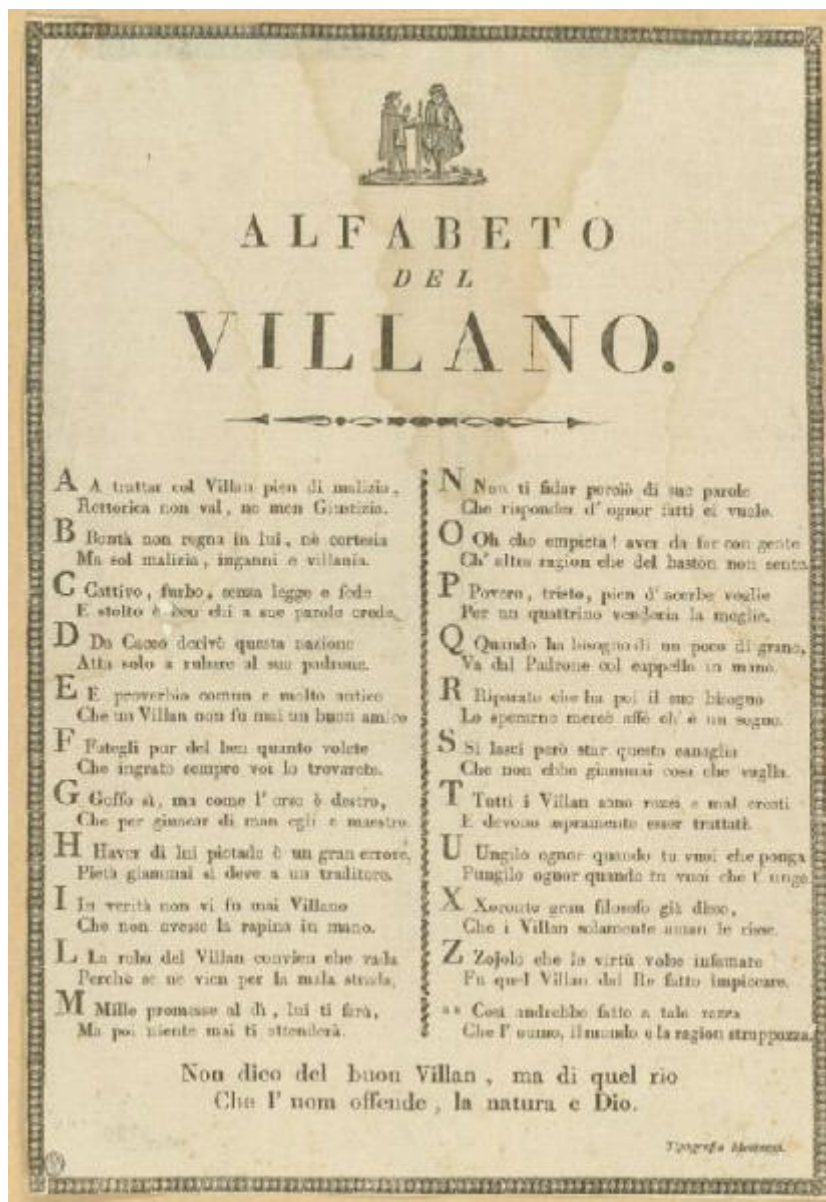 ALFABETO
DEL
VILLANO.
A A trattar col Villan pien di malizia,
Rettorica non val, ne men Giustizia.
B Bontà non regna in lui, nè cortesia
Ma sol malizia, inganni e villania.
C Cattivo, furbo, senza legge e fede
E stolto è ben chi a sue parole crede.
D Da Cacco derivò questa nazione
Atta solo a rubare al suo padrone.
E E proverbio comun e molto antico
Che un Villan non fu mai un buon amico
F Fategli pur del ben quanto volete
Che ingrato sempre voi lo trovarete.
G Goffo sì, ma come l' orso è destro,
Che per giuocar di man egli è maestro.
H Haver di lui pietade è un gran errore,
Pietà giammai si deve a un traditore.
I In verità non vi fu mai Villano
Che non avesse la rapina in mano.
L La roba del Villan convien che vada
Perchè se ne vien per la mala strada.
M Mille promesse al dì, lui ti farà,
Ma poi niente mai ti attenderà.
N Non ti fidar perciò di sue parole
Che risponder d' ognor fatti ei vuole.
O Oh che empietà! aver da far con gente
Ch' altra ragion che del baston non sente.
P Povero, tristo, pien d' acerbe voglie
Per un quattrino venderia la moglie.
Q Quando ha bisogno di un poco di grano,
Va dal Padrone col cappello in mano.
R Riparato che ha poi il suo bisogno
Lo sperarne mercè affè ch' è un sogno.
S Si lasci però star questa canaglia
Che non ebbe giammai cosa che vaglia.
T Tutti i Villan sono rozzi e mal creati
E devono aspramente esser trattati.
U Ungilo ognor quando tu vuoi che ponga
Pungilo ognor quando tu vuoi che t' unga.
X Xeronte gran filosofo già disse,
Che i Villan solamente aman le risse.
Z Zojolo che le virtù volse infamare
Fu quel Villan dal Re fatto impiccare.
** Così andrebbe fatto a tale razza
Che l' uomo, il mondo e la ragion strappazza.
Non dico del buon Villan, ma di quel rio
Che l' uom offende, la natura e Dio.
Tipografia